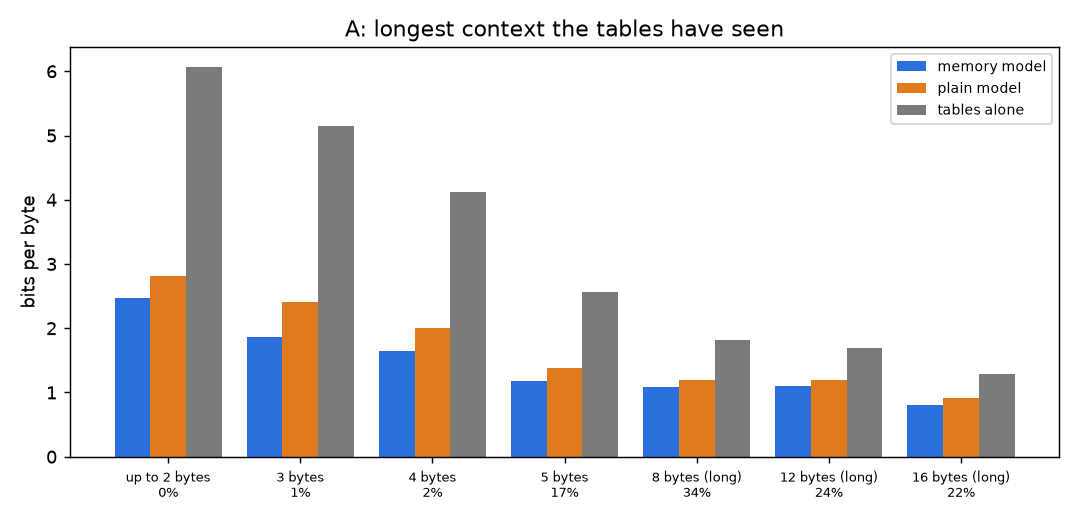 A: longest context the tables have seen
memory model
plain model
tables alone
bits per byte
6
5
4
3
2
1
0
up to 2 bytes
0%
3 bytes
1%
4 bytes
2%
5 bytes
17%
8 bytes (long)
34%
12 bytes (long)
24%
16 bytes (long)
22%